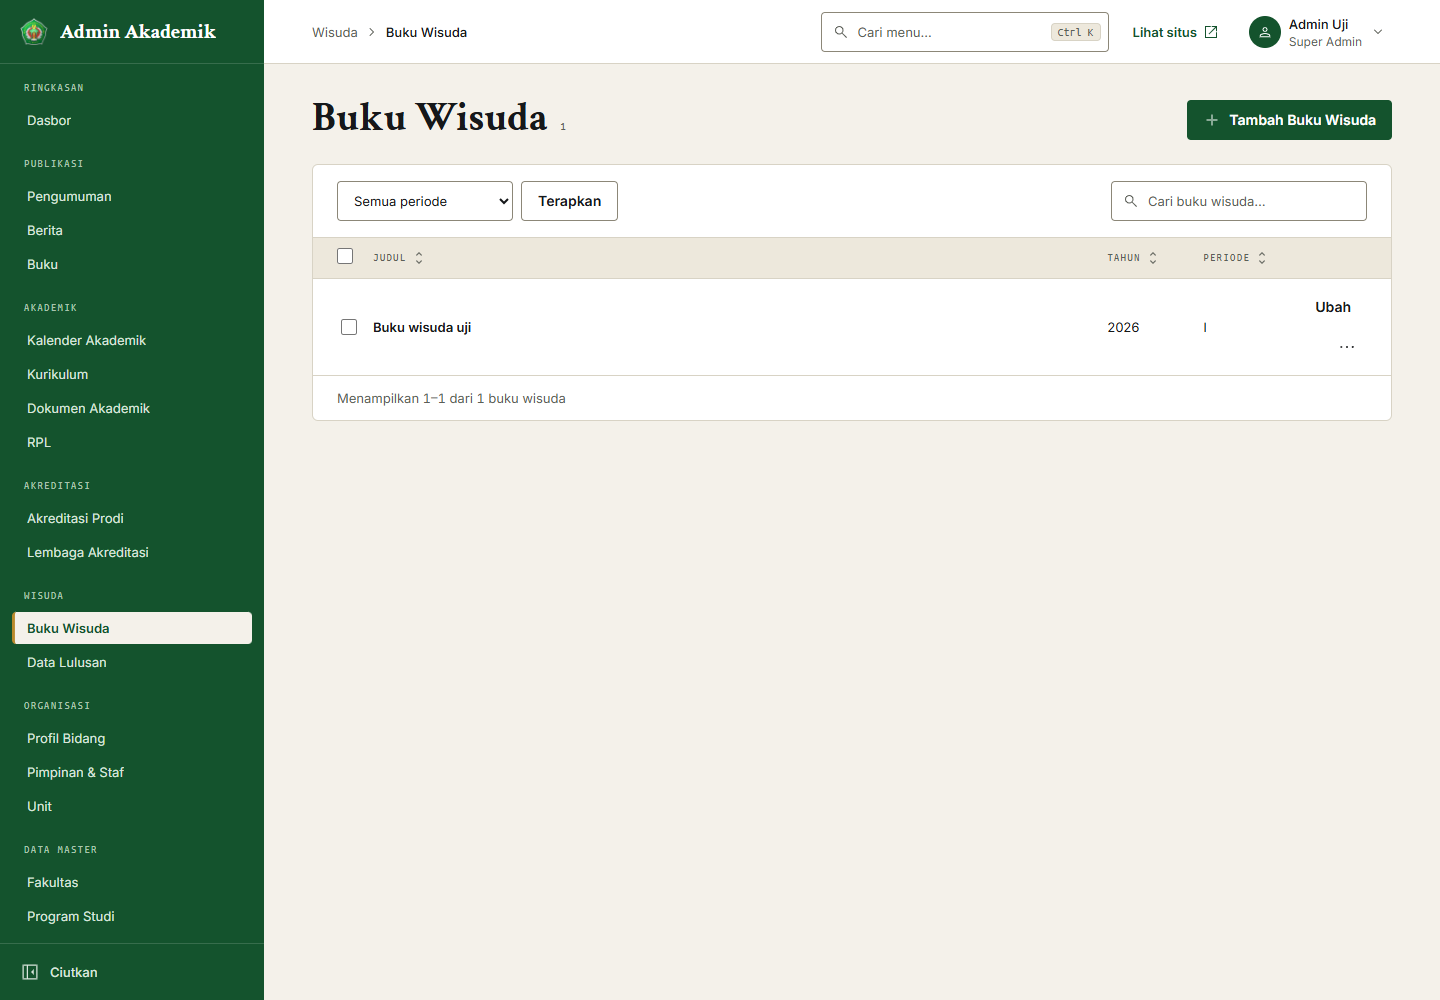 Admin Akademik
RINGKASAN
Dasbor
PUBLIKASI
Pengumuman
Berita
Buku
AKADEMIK
Kalender Akademik
Kurikulum
Dokumen Akademik
RPL
AKREDITASI
Akreditasi Prodi
Lembaga Akreditasi
WISUDA
Buku Wisuda
Data Lulusan
ORGANISASI
Profil Bidang
Pimpinan & Staf
Unit
DATA MASTER
Fakultas
Program Studi
Ciutkan
Wisuda > Buku Wisuda
Cari menu... Ctrl K
Lihat situs
Admin Uji
Super Admin
Buku Wisuda 1
+ Tambah Buku Wisuda
Semua periode
Terapkan
Cari buku wisuda...
JUDUL TAHUN PERIODE
Buku wisuda uji 2026 I Ubah
...
Menampilkan 1–1 dari 1 buku wisuda